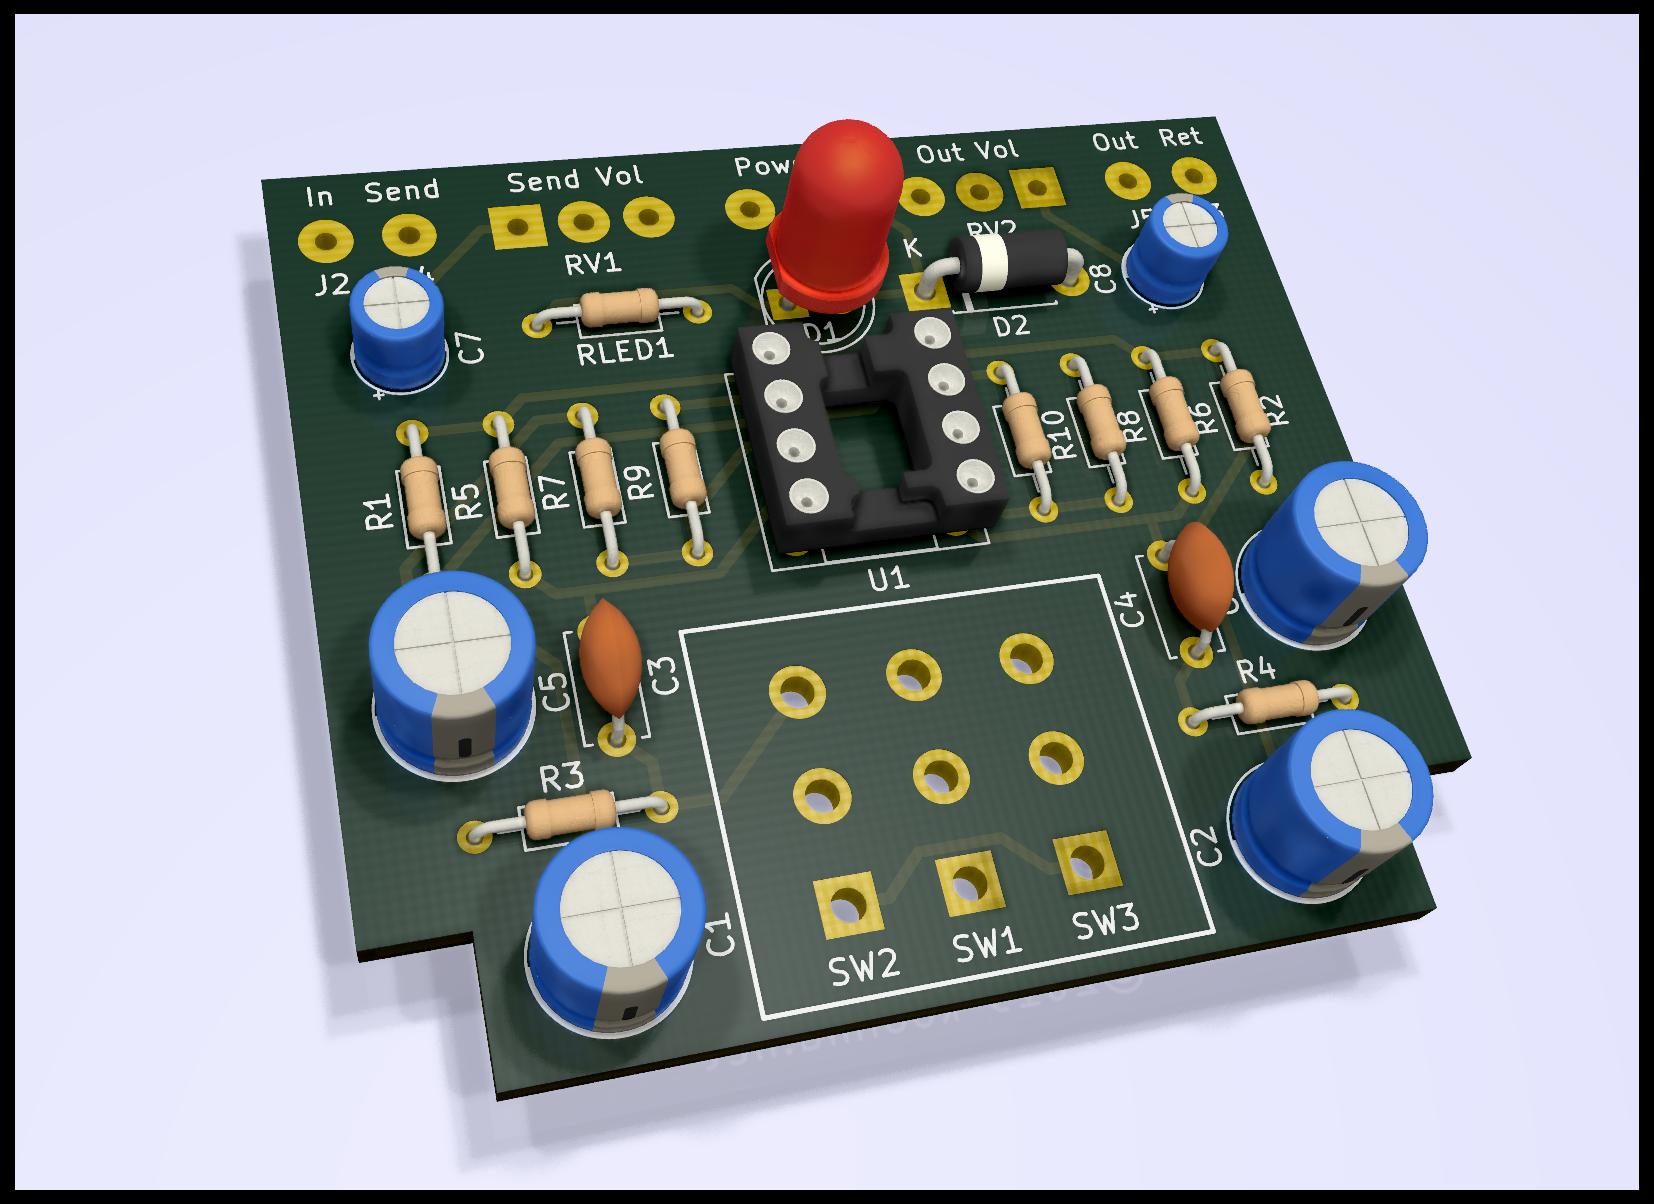 In Send
Send Vol
Out Vol
Out Ret
J2
RV1
RV2
K
C7
RLED1
D1
D2
C8
+
+
R1
R5
R7
R9
R10
R8
R6
R2
U1
C5
C3
C4
R3
R4
C1
C2
SW2
SW1
SW3